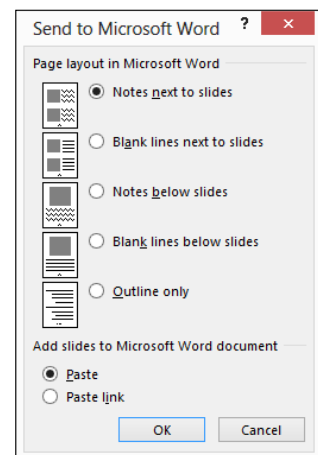 Send to Microsoft Word ? ×
Page layout in Microsoft Word
Notes next to slides
Blank lines next to slides
Notes below slides
Blank lines below slides
Outline only
Add slides to Microsoft Word document
Paste
Paste link
OK Cancel